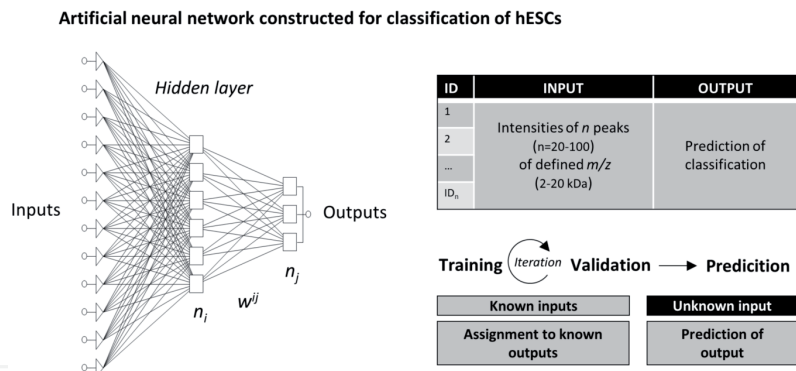 Artificial neural network constructed for classification of hESCs
Hidden layer
Inputs
Outputs
n_i
w^ij
n_j
ID INPUT OUTPUT
1
2
...
ID_n
Intensities of n peaks
(n=20-100)
of defined m/z
(2-20 kDa)
Prediction of
classification
Training Iteration Validation Predicition
Known inputs Unknown input
Assignment to known
outputs
Prediction of
output